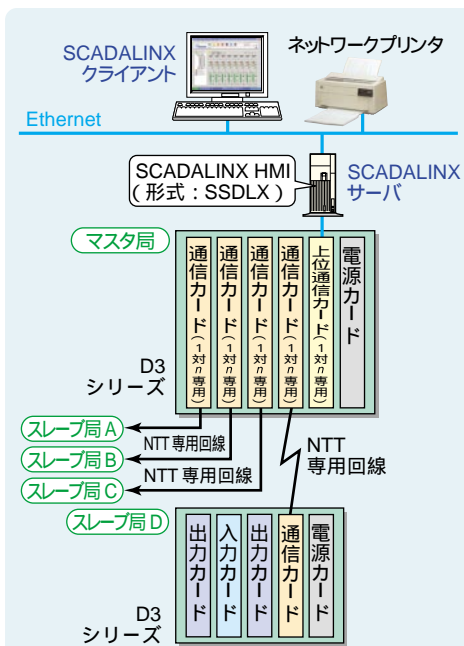 SCADALINX
クライアント
ネットワークプリンタ
Ethernet
SCADALINX HMI
(形式：SSDLX)
SCADALINX
サーバ
マスタ局
通信カード(1対n専用)
通信カード(1対n専用)
通信カード(1対n専用)
通信カード(1対n専用)
上位通信カード(1対n専用)
電源カード
D3
シリーズ
スレーブ局A
NTT 専用回線
スレーブ局B
NTT 専用回線
スレーブ局C
NTT
専用回線
スレーブ局D
出力カード
入力カード
出力カード
通信カード
電源カード
D3
シリーズ